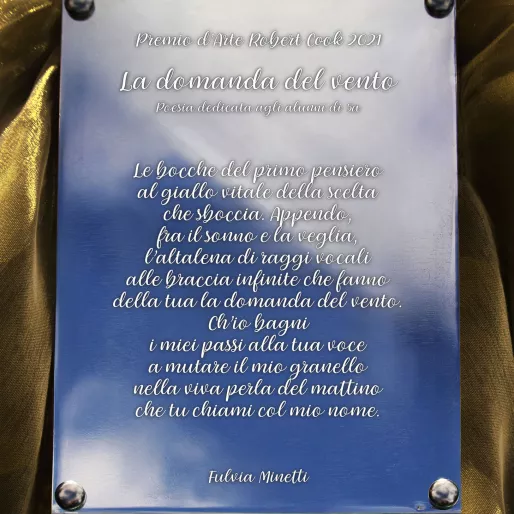 Premio d'Arte Robert Cook 2021
La domanda del vento
Poesia dedicata agli alunni di 5a
Le bocche del primo pensiero
al giallo vitale della scelta
che sboccia. Appendo,
fra il sonno e la veglia,
l'altalena di raggi vocali
alle braccia infinite che fanno
della tua la domanda del vento.
Ch'io bagni
i miei passi alla tua voce
a mutare il mio granello
nella viva perla del mattino
che tu chiami col mio nome.
Fulvia Minetti